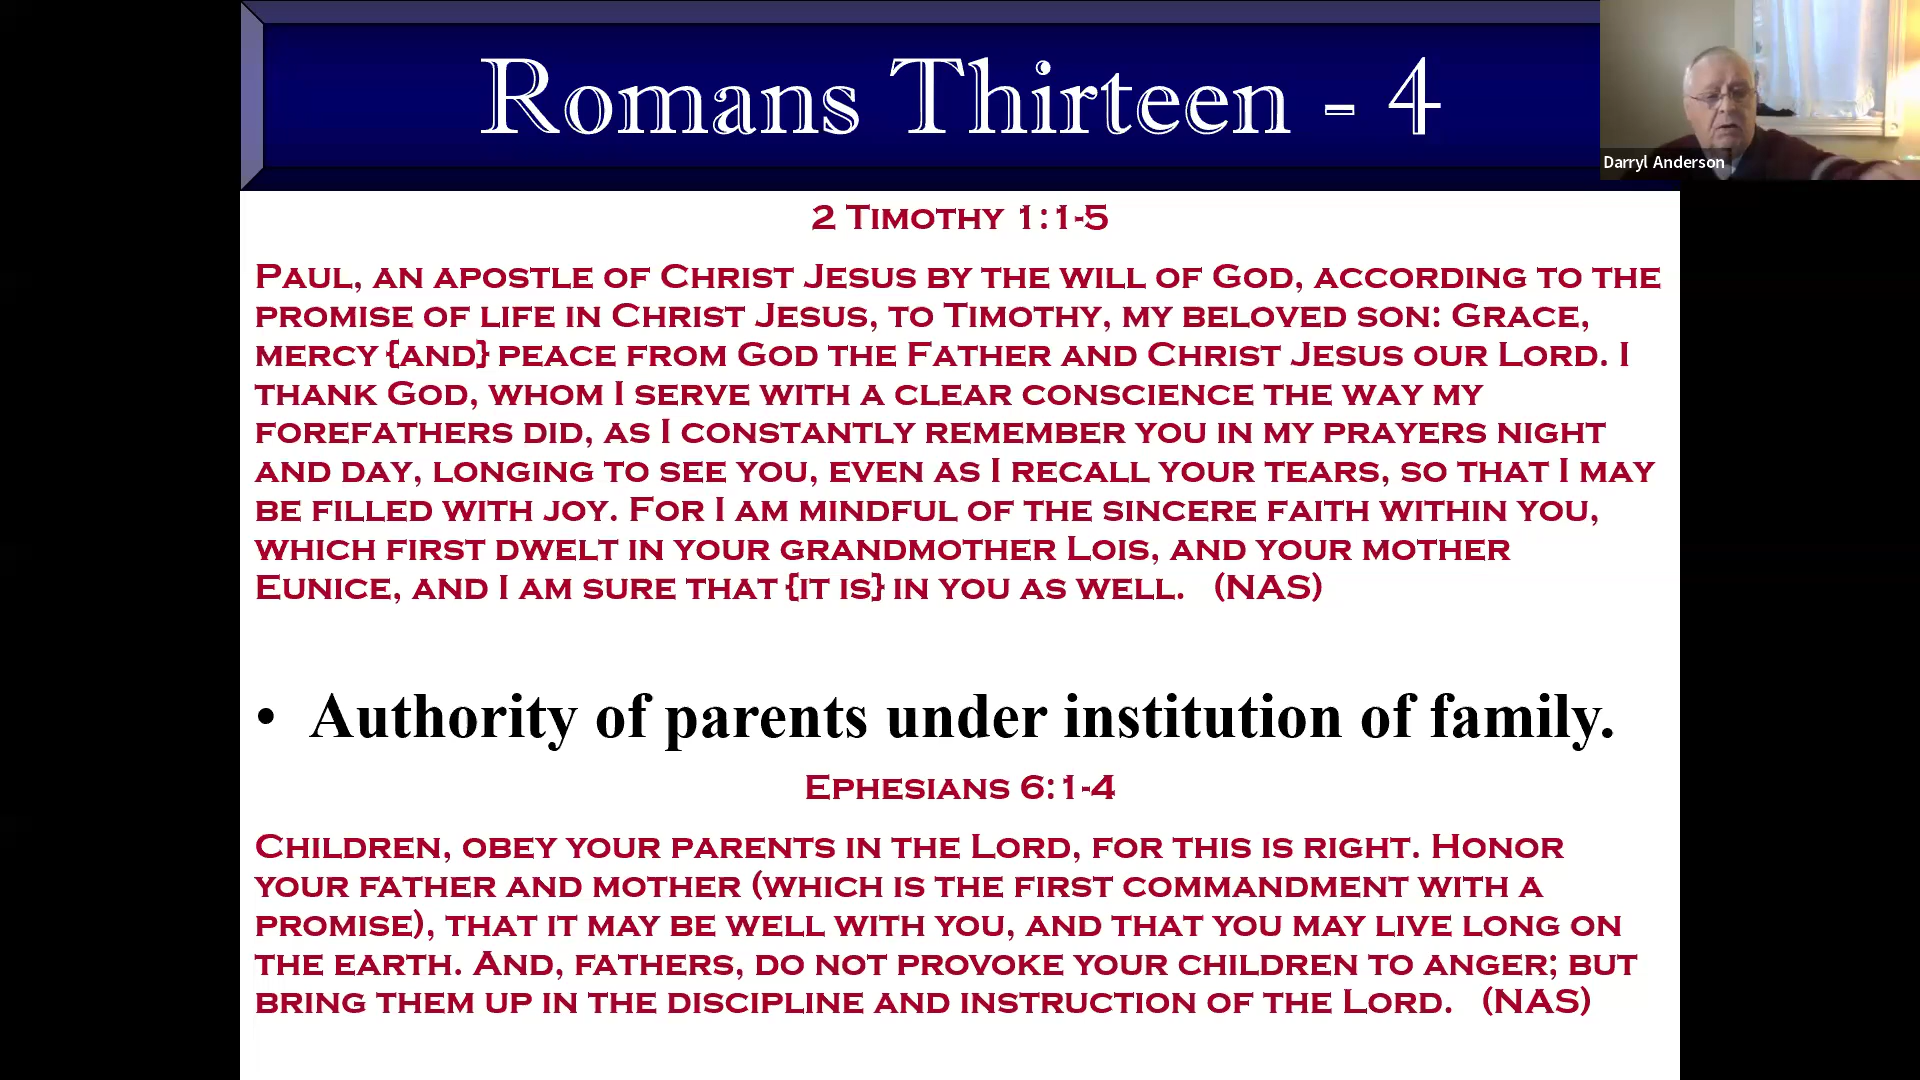 Romans Thirteen - 4
Darryl Anderson
2 Timothy 1:1-5
Paul, an apostle of Christ Jesus by the will of God, according to the
promise of life in Christ Jesus, to Timothy, my beloved son: Grace,
mercy {and} peace from God the Father and Christ Jesus our Lord. I
thank God, whom I serve with a clear conscience the way my
forefathers did, as I constantly remember you in my prayers night
and day, longing to see you, even as I recall your tears, so that I may
be filled with joy. For I am mindful of the sincere faith within you,
which first dwelt in your grandmother Lois, and your mother
Eunice, and I am sure that {it is} in you as well. (NAS)
• Authority of parents under institution of family.
Ephesians 6:1-4
Children, obey your parents in the Lord, for this is right. Honor
your father and mother (which is the first commandment with a
promise), that it may be well with you, and that you may live long on
the earth. And, fathers, do not provoke your children to anger; but
bring them up in the discipline and instruction of the Lord. (NAS)